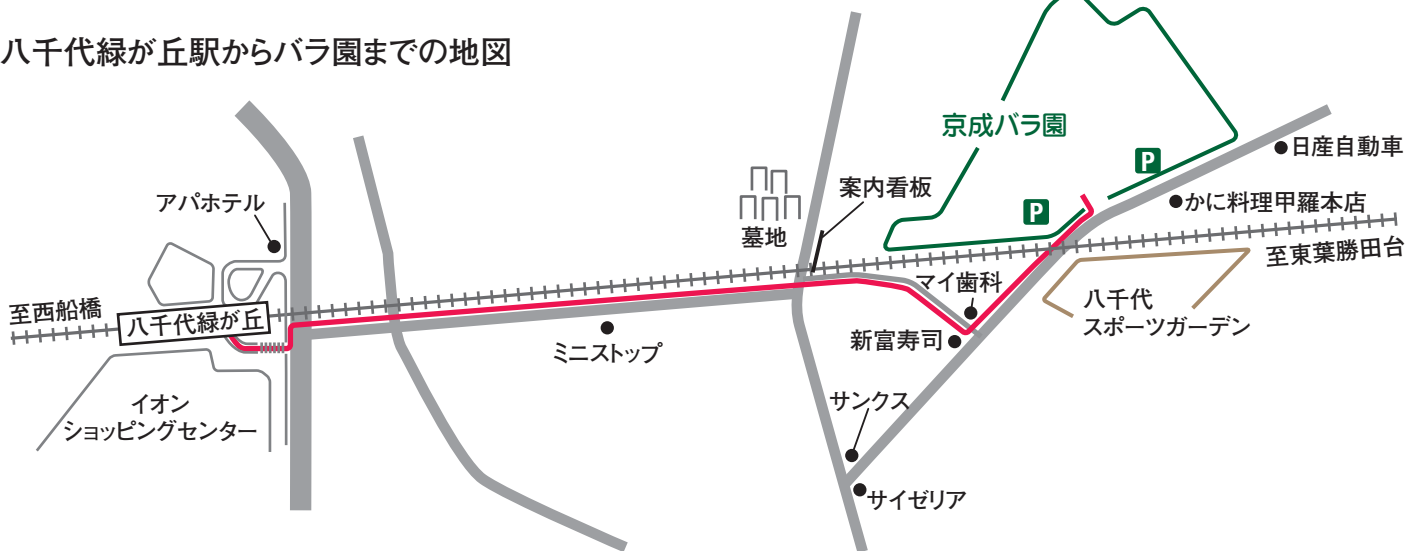 八千代緑が丘駅からバラ園までの地図
京成バラ園
P
日産自動車
案内看板
P
かに料理甲羅本店
アパホテル
墓地
至東葉勝田台
マイ歯科
至西船橋
八千代緑が丘
八千代
スポーツガーデン
新富寿司
ミニストップ
イオン
ショッピングセンター
サンクス
サイゼリア